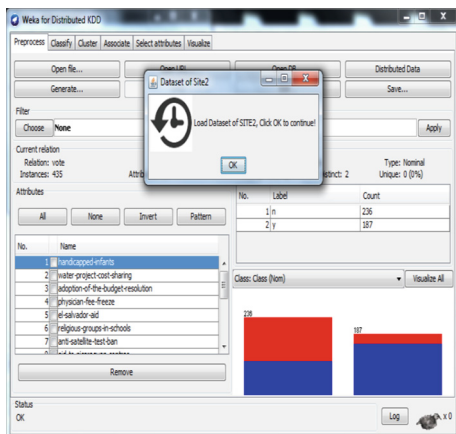 Weka for Distributed KDD
Preprocess Classify Cluster Associate Select attributes Visualize
Open file... Open URL Open DB Distributed Data
Generate... Save...
Dataset of Site2
Load Dataset of SITE2, Click OK to continue!
OK
Filter
Choose None Apply
Current relation
Relation: vote
Instances: 435 Type: Nominal
Unique: 0 (0%)
Attributes
All None Invert Pattern
No. Name
1 handicapped-infants
2 water-project-cost-sharing
3 adoption-of-the-budget-resolution
4 physician-fee-freeze
5 el-salvador-aid
6 religious-groups-in-schools
7 anti-satellite-test-ban
Remove
No. Label Count
1 n 236
2 y 187
Class: Class (Nom) Visualize All
236
187
Status
OK
Log x 0